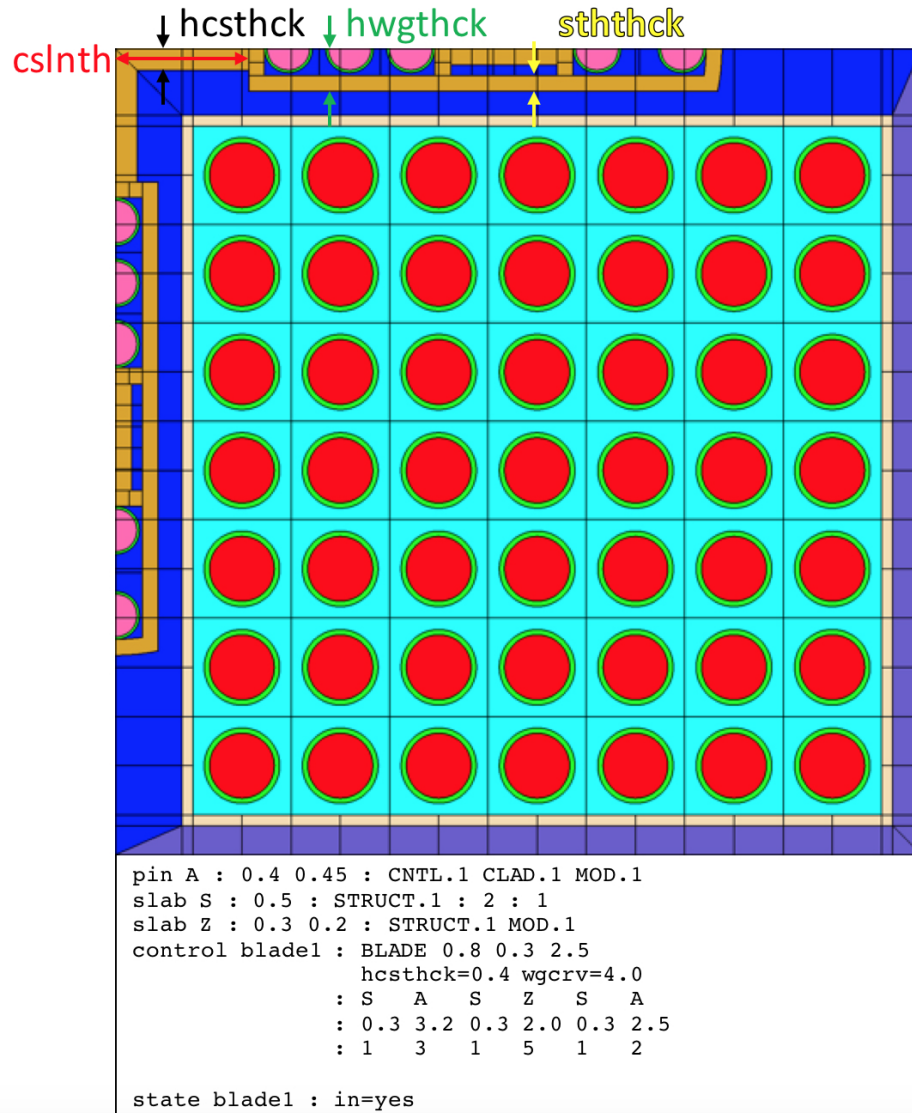 hcsthck hwgthck sththck
cslnth
pin A : 0.4 0.45 : CNTL.1 CLAD.1 MOD.1
slab S : 0.5 : STRUCT.1 : 2 : 1
slab Z : 0.3 0.2 : STRUCT.1 MOD.1
control blade1 : BLADE 0.8 0.3 2.5
hcsthck=0.4 wgcrv=4.0
: S A S Z S A
: 0.3 3.2 0.3 2.0 0.3 2.5
: 1 3 1 5 1 2
state blade1 : in=yes